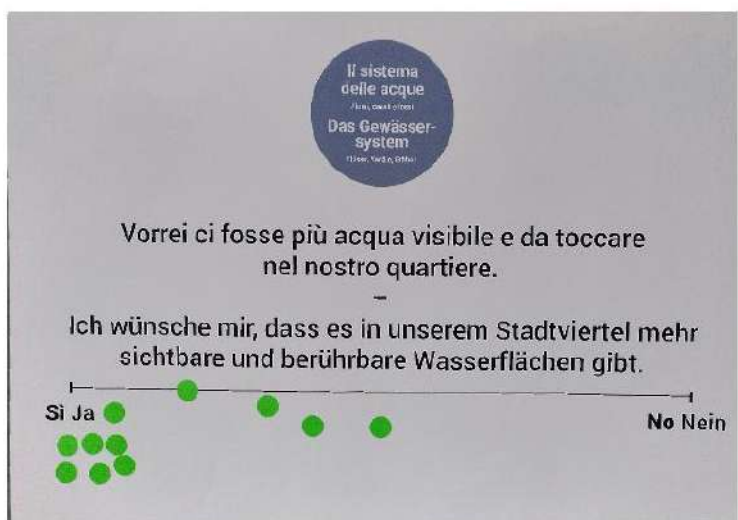 Il sistema
delle acque
Das Gewässer-
system
Vorrei ci fosse più acqua visibile e da toccare
nel nostro quartiere.
–
Ich wünsche mir, dass es in unserem Stadtviertel mehr
sichtbare und berührbare Wasserflächen gibt.
Sì Ja
No Nein